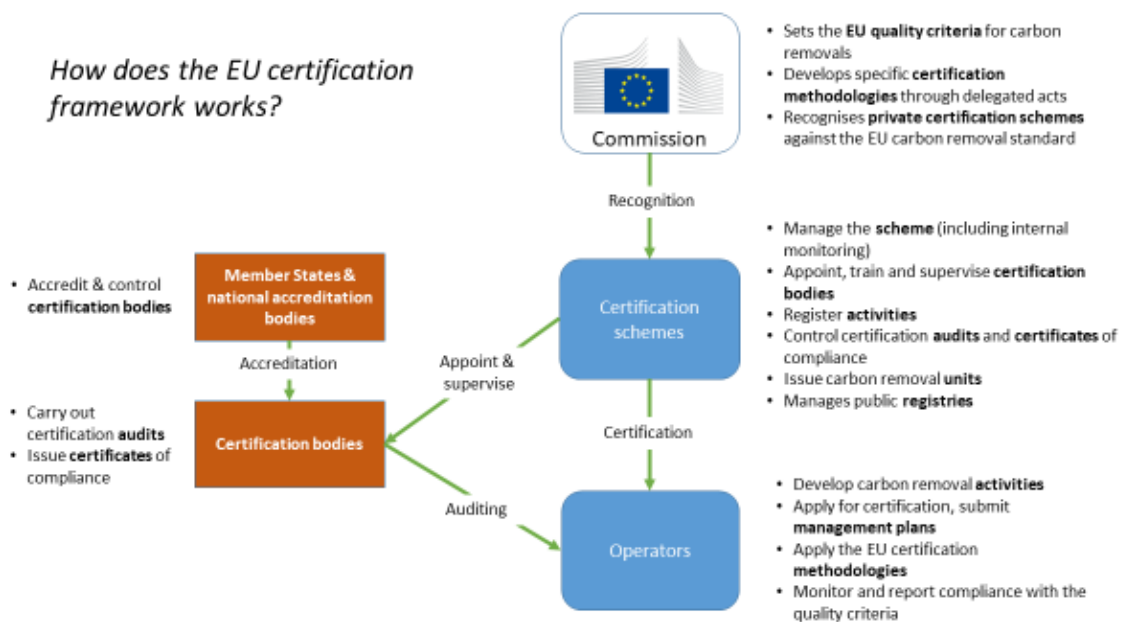 How does the EU certification
framework works?
Commission
• Sets the EU quality criteria for carbon
removals
• Develops specific certification
methodologies through delegated acts
• Recognises private certification schemes
against the EU carbon removal standard
Recognition
• Accredit & control
certification bodies
Member States &
national accreditation
bodies
Certification
schemes
• Manage the scheme (including internal
monitoring)
• Appoint, train and supervise certification
bodies
• Register activities
• Control certification audits and certificates of
compliance
• Issue carbon removal units
• Manages public registries
Accreditation
Appoint &
supervise
• Carry out
certification audits
• Issue certificates of
compliance
Certification bodies
Certification
Auditing
Operators
• Develop carbon removal activities
• Apply for certification, submit
management plans
• Apply the EU certification
methodologies
• Monitor and report compliance with the
quality criteria